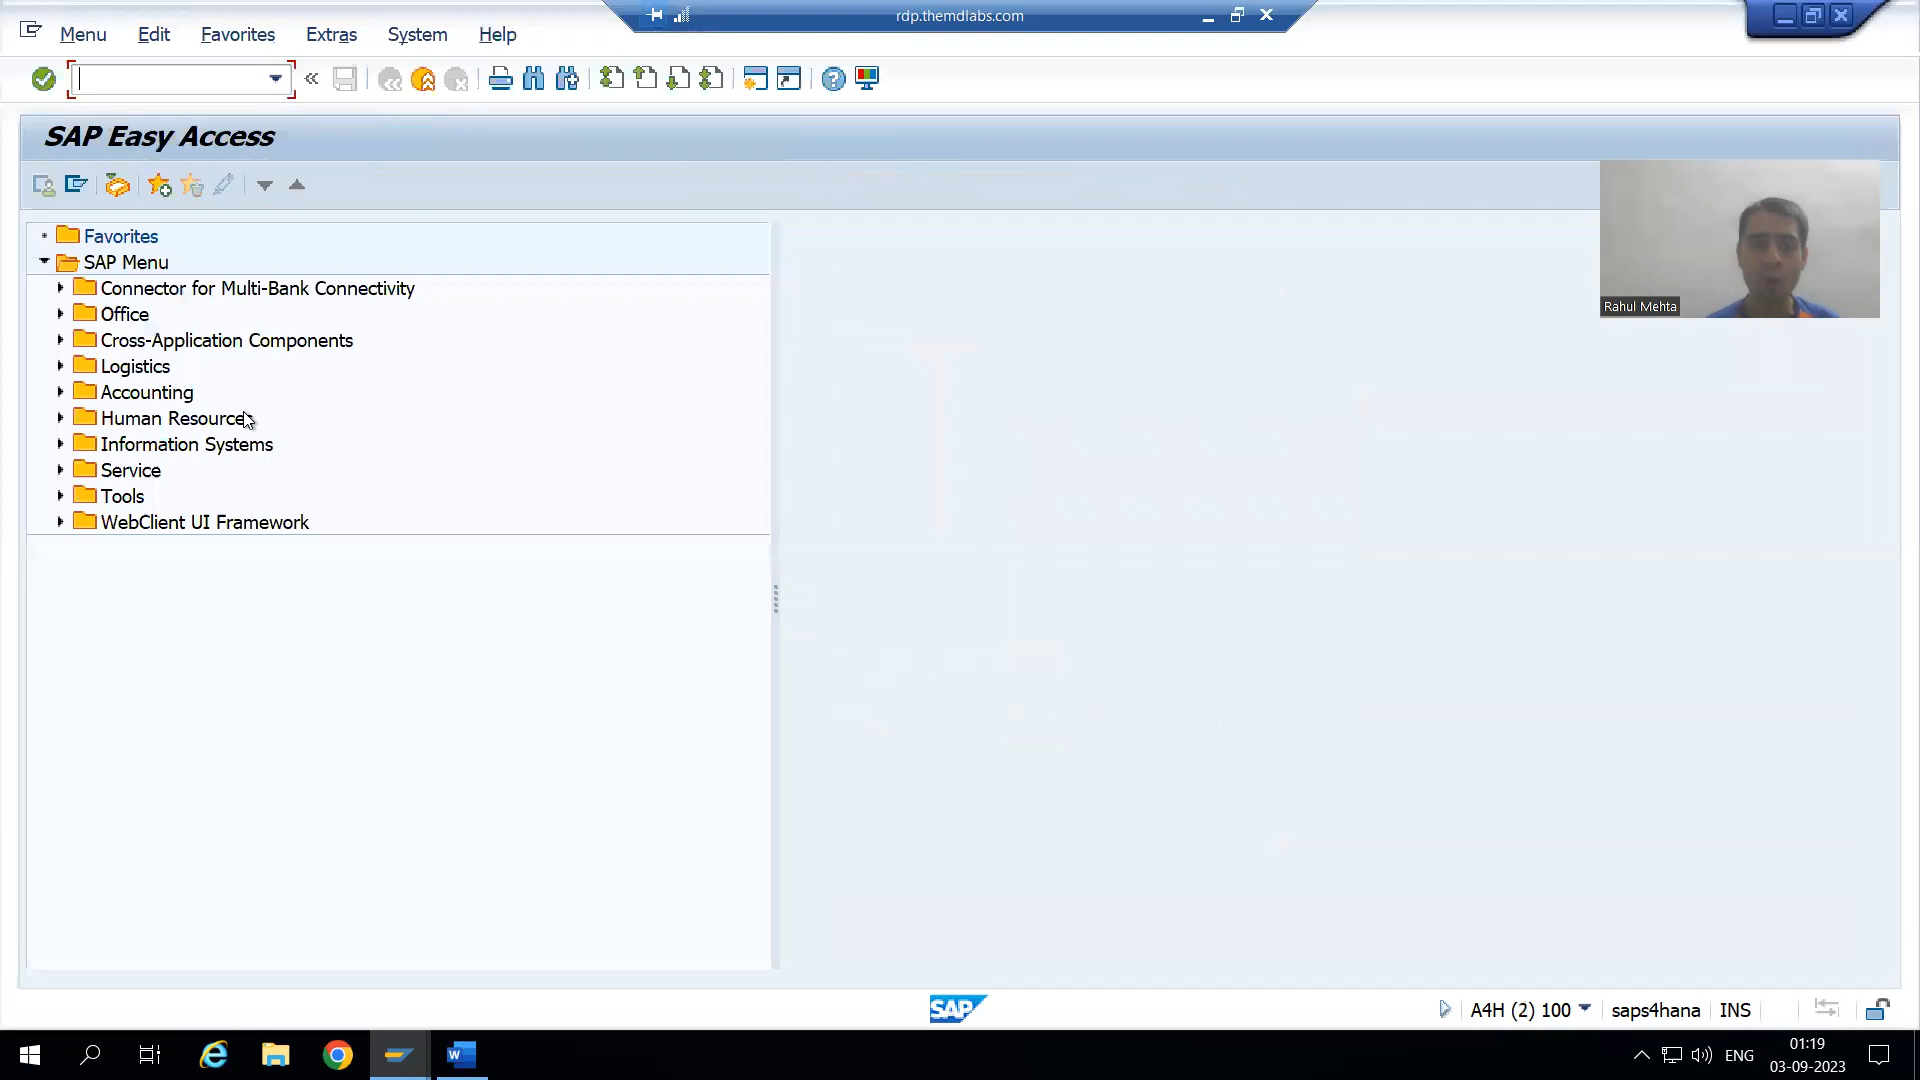 rdp.themdlabs.com
Menu Edit Favorites Extras System Help
SAP Easy Access
Favorites
SAP Menu
Connector for Multi-Bank Connectivity
Office
Cross-Application Components
Logistics
Accounting
Human Resources
Information Systems
Service
Tools
WebClient UI Framework
Rahul Mehta
SAP
A4H (2) 100 saps4hana INS
ENG
01:19
03-09-2023